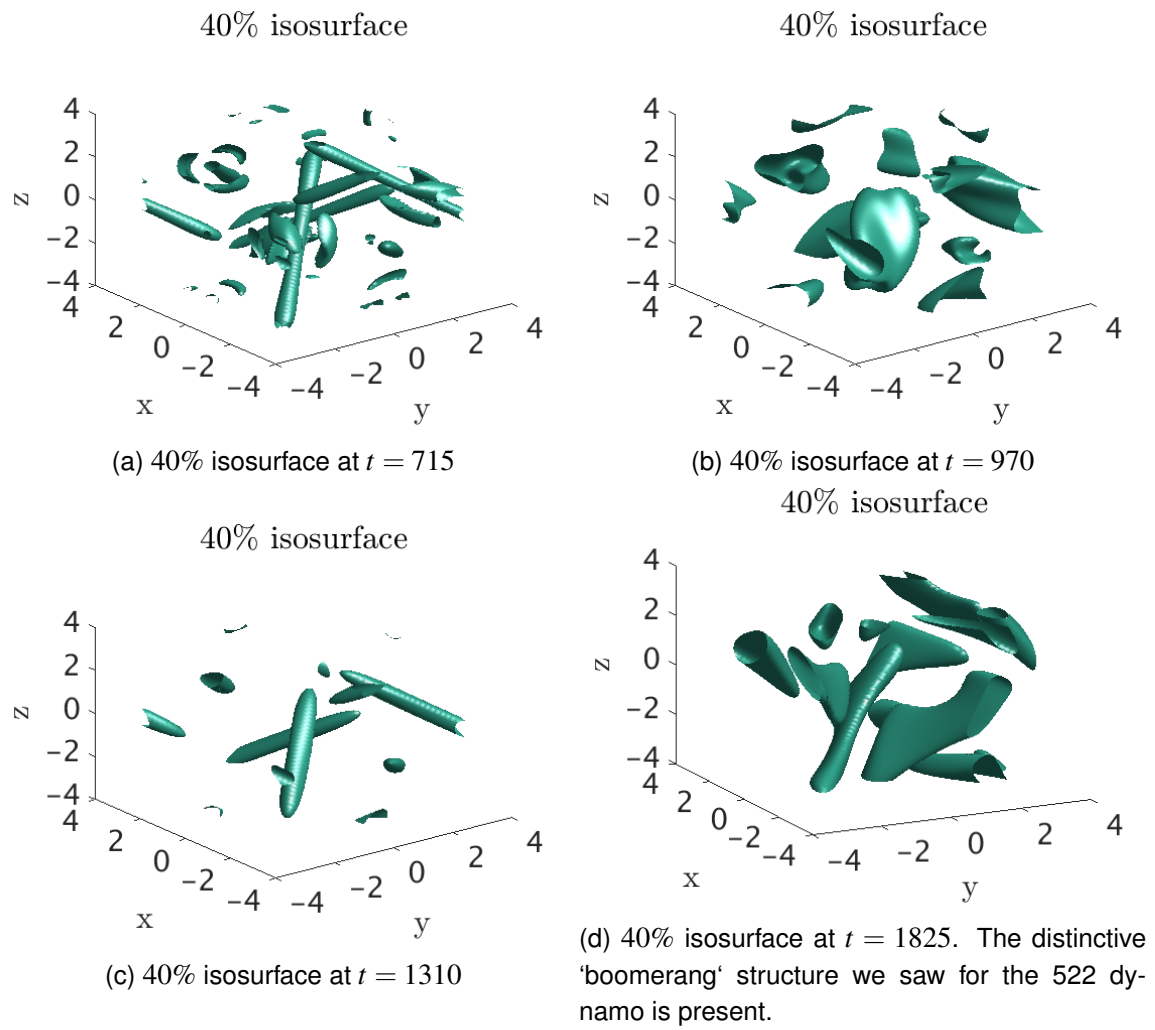 40% isosurface
40% isosurface
4
2
0
−2
−4
z
4
2
0
−2
−4
x
−4
−2
0
2
4
y
4
2
0
−2
−4
z
4
2
0
−2
−4
x
−4
−2
0
2
4
y
(a) 40% isosurface at t = 715
(b) 40% isosurface at t = 970
40% isosurface
40% isosurface
4
2
0
−2
−4
z
4
2
0
−2
−4
x
−4
−2
0
2
4
y
4
2
0
−2
−4
z
4
2
0
−2
−4
x
−4
−2
0
2
4
y
(c) 40% isosurface at t = 1310
(d) 40% isosurface at t = 1825. The distinctive
‘boomerang‘ structure we saw for the 522 dy-
namo is present.